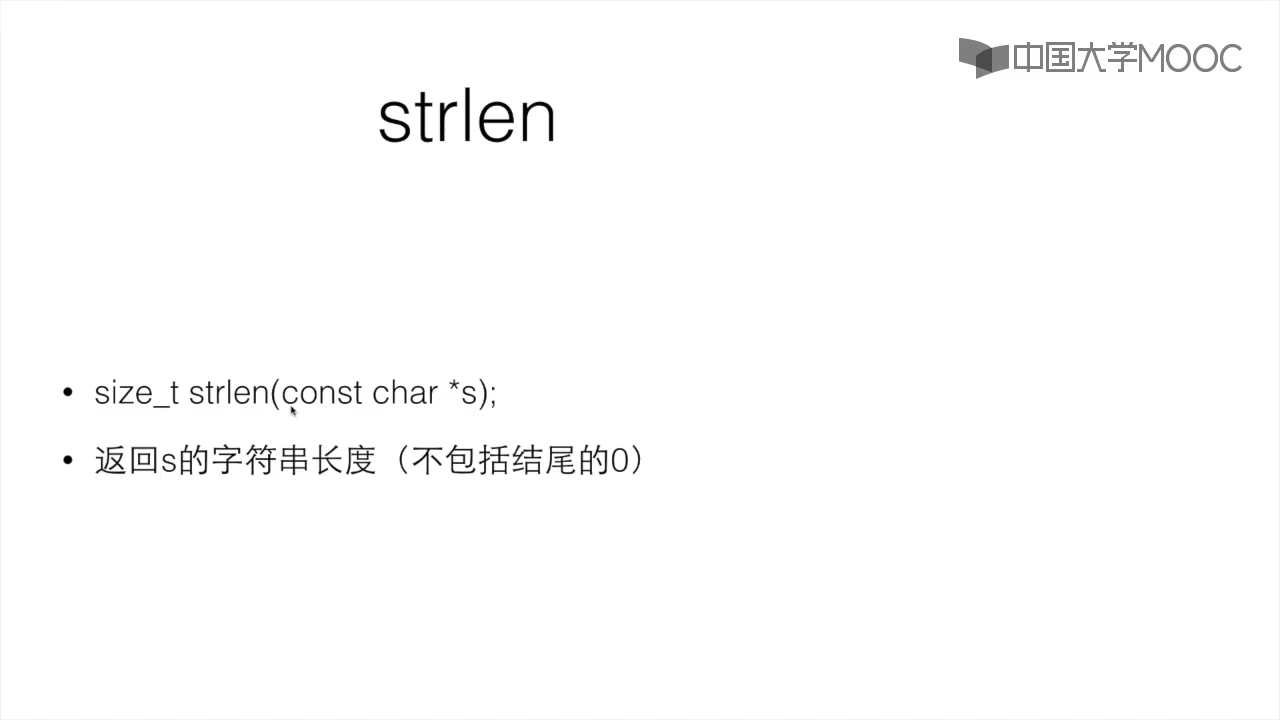 中国大学MOOC
strlen
• size_t strlen(const char *s);
• 返回s的字符串长度（不包括结尾的0）